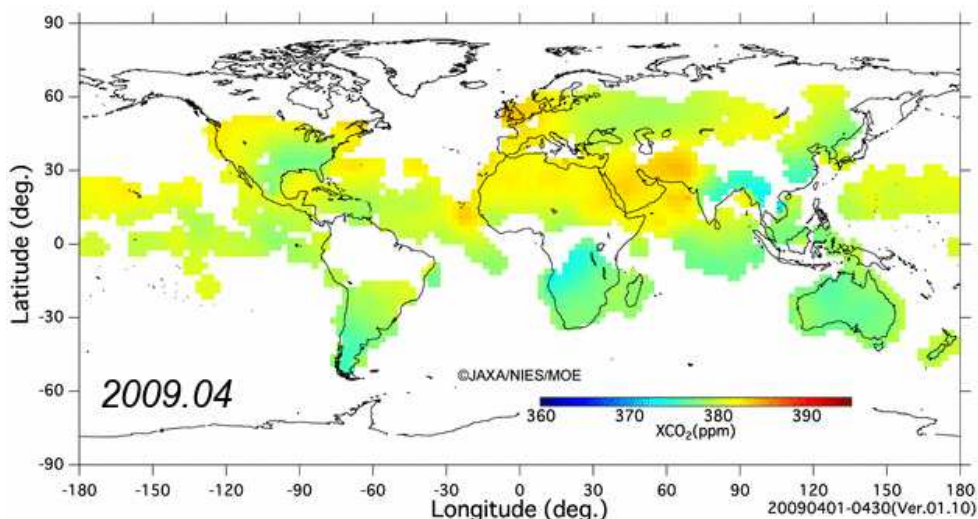 90
60
30
0
-30
-60
-90
Latitude (deg.)
2009.04
©JAXA/NIES/MOE
360 370 380 390
XCO₂(ppm)
-180 -150 -120 -90 -60 -30 0 30 60 90 120 150 180
Longitude (deg.)
20090401-0430(Ver.01.10)